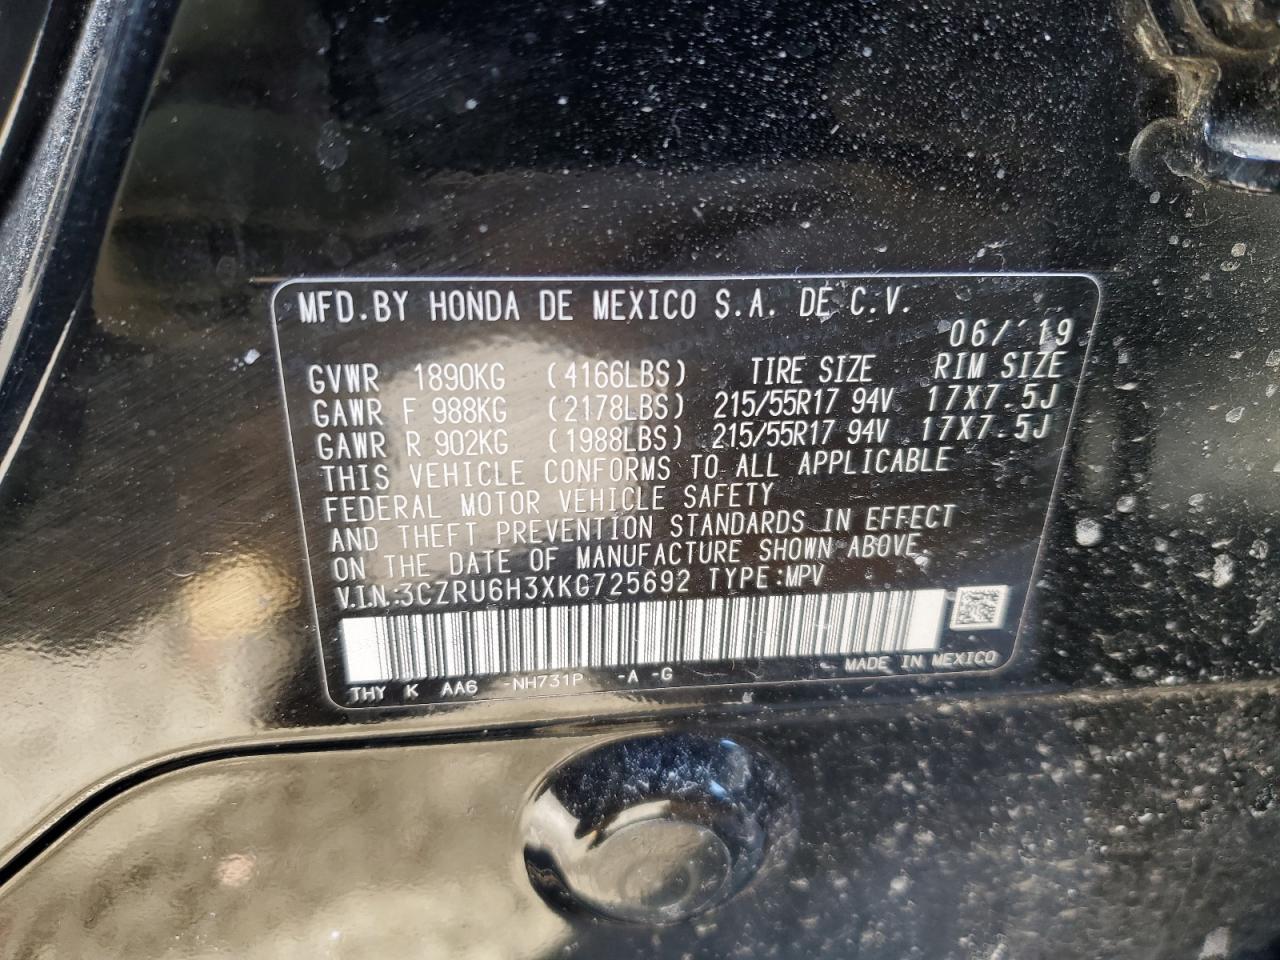 MFD.BY HONDA DE MEXICO S.A. DE C.V.
06/'19
GVWR 1890KG (4166LBS) TIRE SIZE RIM SIZE
GAWR F 988KG (2178LBS) 215/55R17 94V 17X7.5J
GAWR R 902KG (1988LBS) 215/55R17 94V 17X7.5J
THIS VEHICLE CONFORMS TO ALL APPLICABLE
FEDERAL MOTOR VEHICLE SAFETY
AND THEFT PREVENTION STANDARDS IN EFFECT
ON THE DATE OF MANUFACTURE SHOWN ABOVE.
V.I.N.:3CZRU6H3XKG725692 TYPE:MPV
MADE IN MEXICO
THY K AA6 -NH731P -A -G